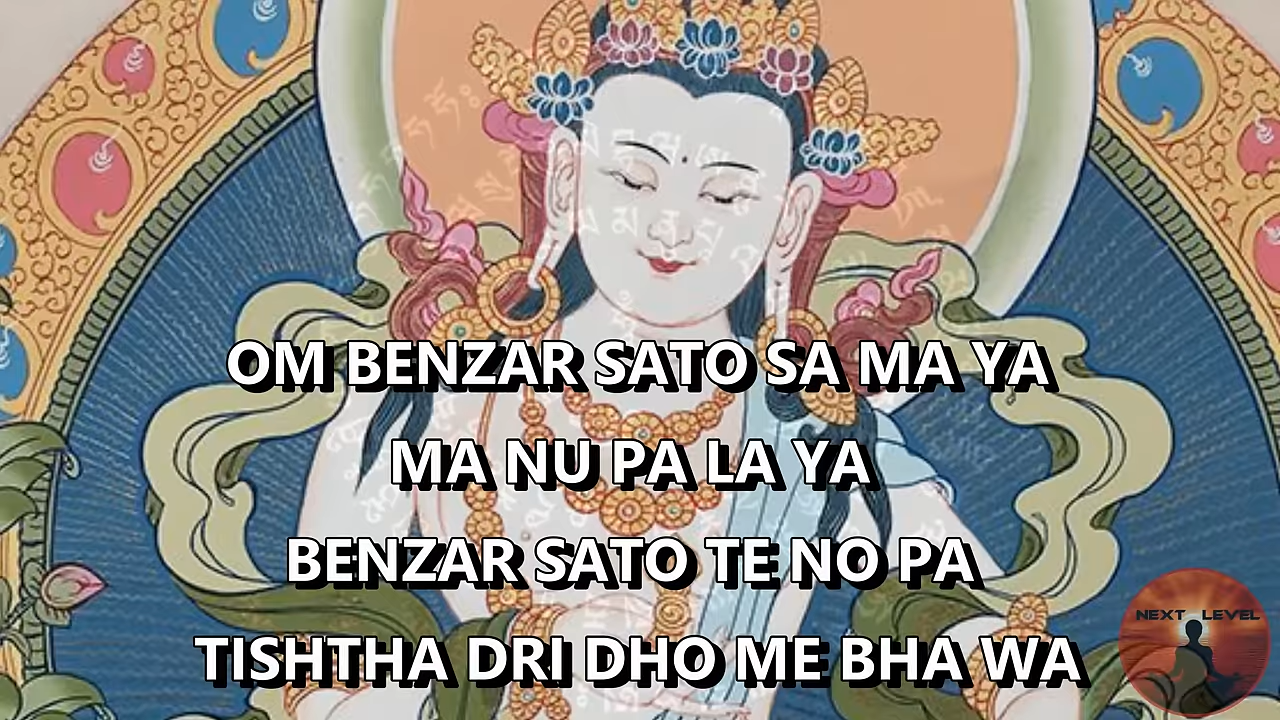 OM BENZAR SATO SA MA YA
MA NU PA LA YA
BENZAR SATO TE NO PA
TISHTHA DRI DHO ME BHA WA
NEXT LEVEL